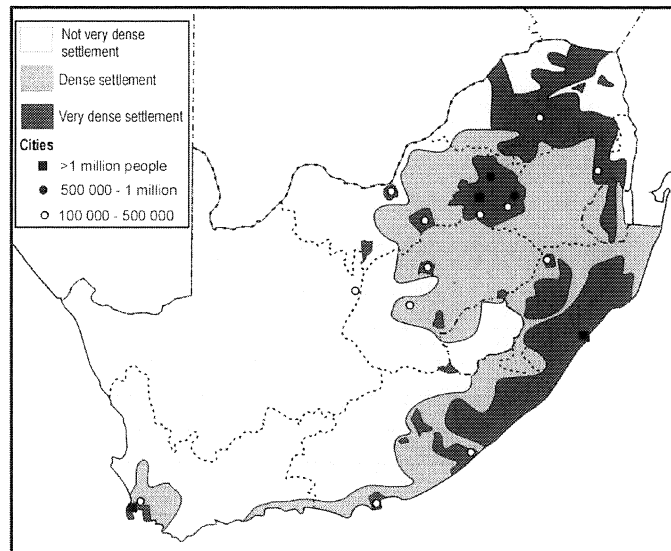 Not very dense
settlement
Dense settlement
Very dense settlement
Cities
>1 million people
500 000 - 1 million
100 000 - 500 000